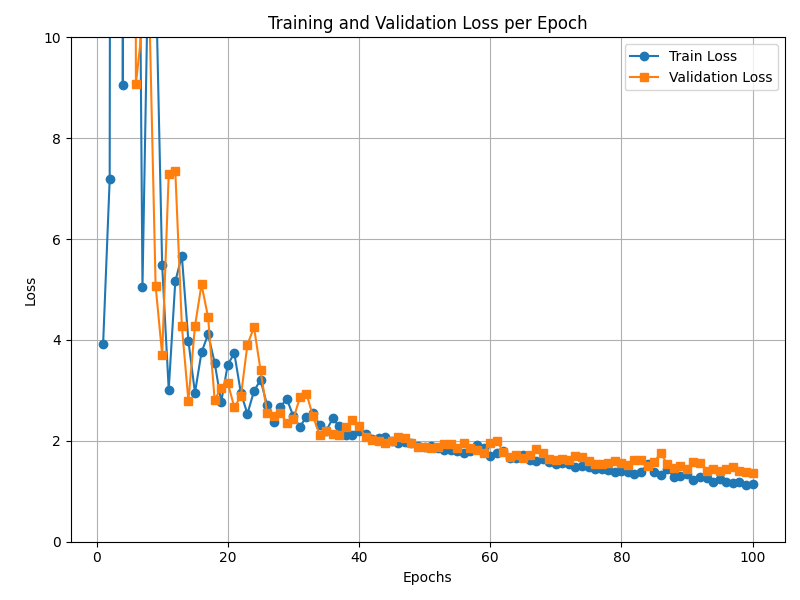 Training and Validation Loss per Epoch
10
8
6
4
2
0
Loss
Train Loss
Validation Loss
0 20 40 60 80 100
Epochs